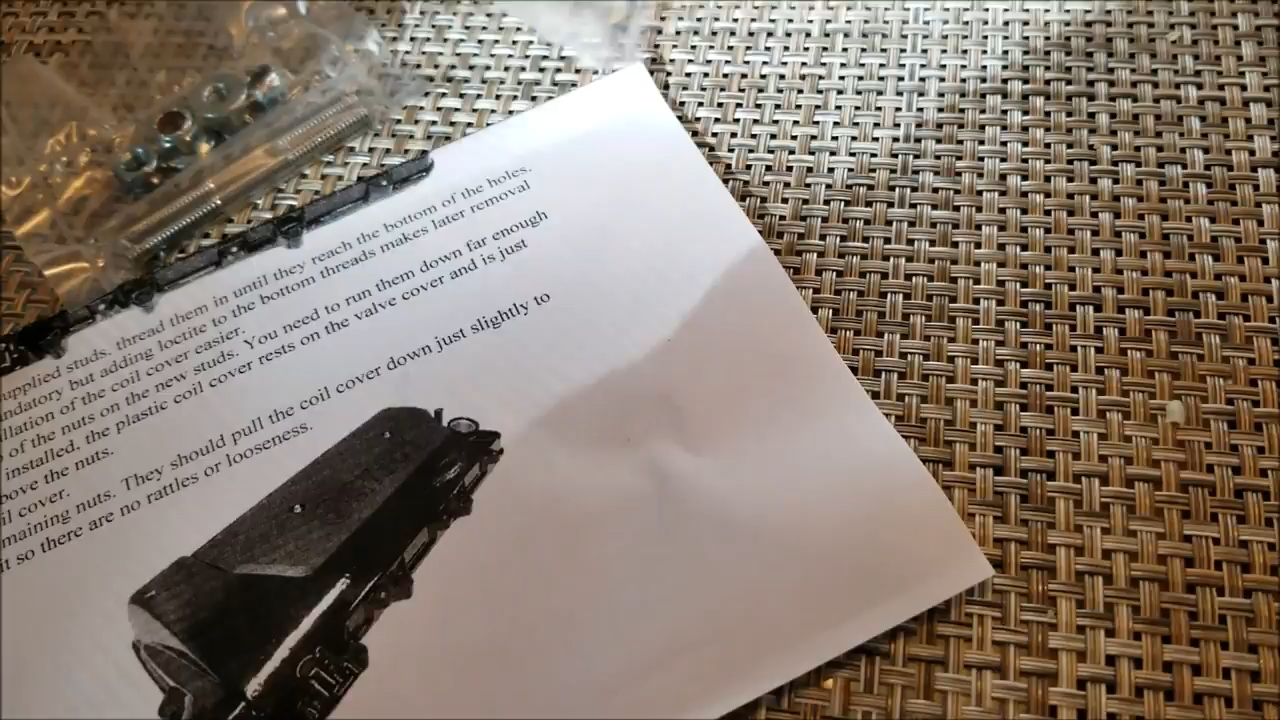 upplied studs. thread them in until they reach the bottom of the holes.
andatory but adding loctite to the bottom threads makes later removal
llation of the coil cover easier.
of the nuts on the new studs. You need to run them down far enough
installed, the plastic coil cover rests on the valve cover and is just
bove the nuts.
il cover.
maining nuts. They should pull the coil cover down just slightly to
it so there are no rattles or looseness.